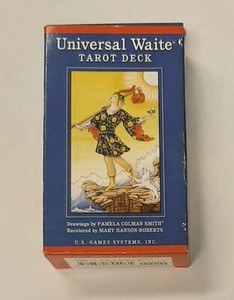 Universal Waite®
TAROT DECK
Drawings by PAMELA COLMAN SMITH
Recolored by MARY HANSON-ROBERTS
U.S. GAMES SYSTEMS, INC.